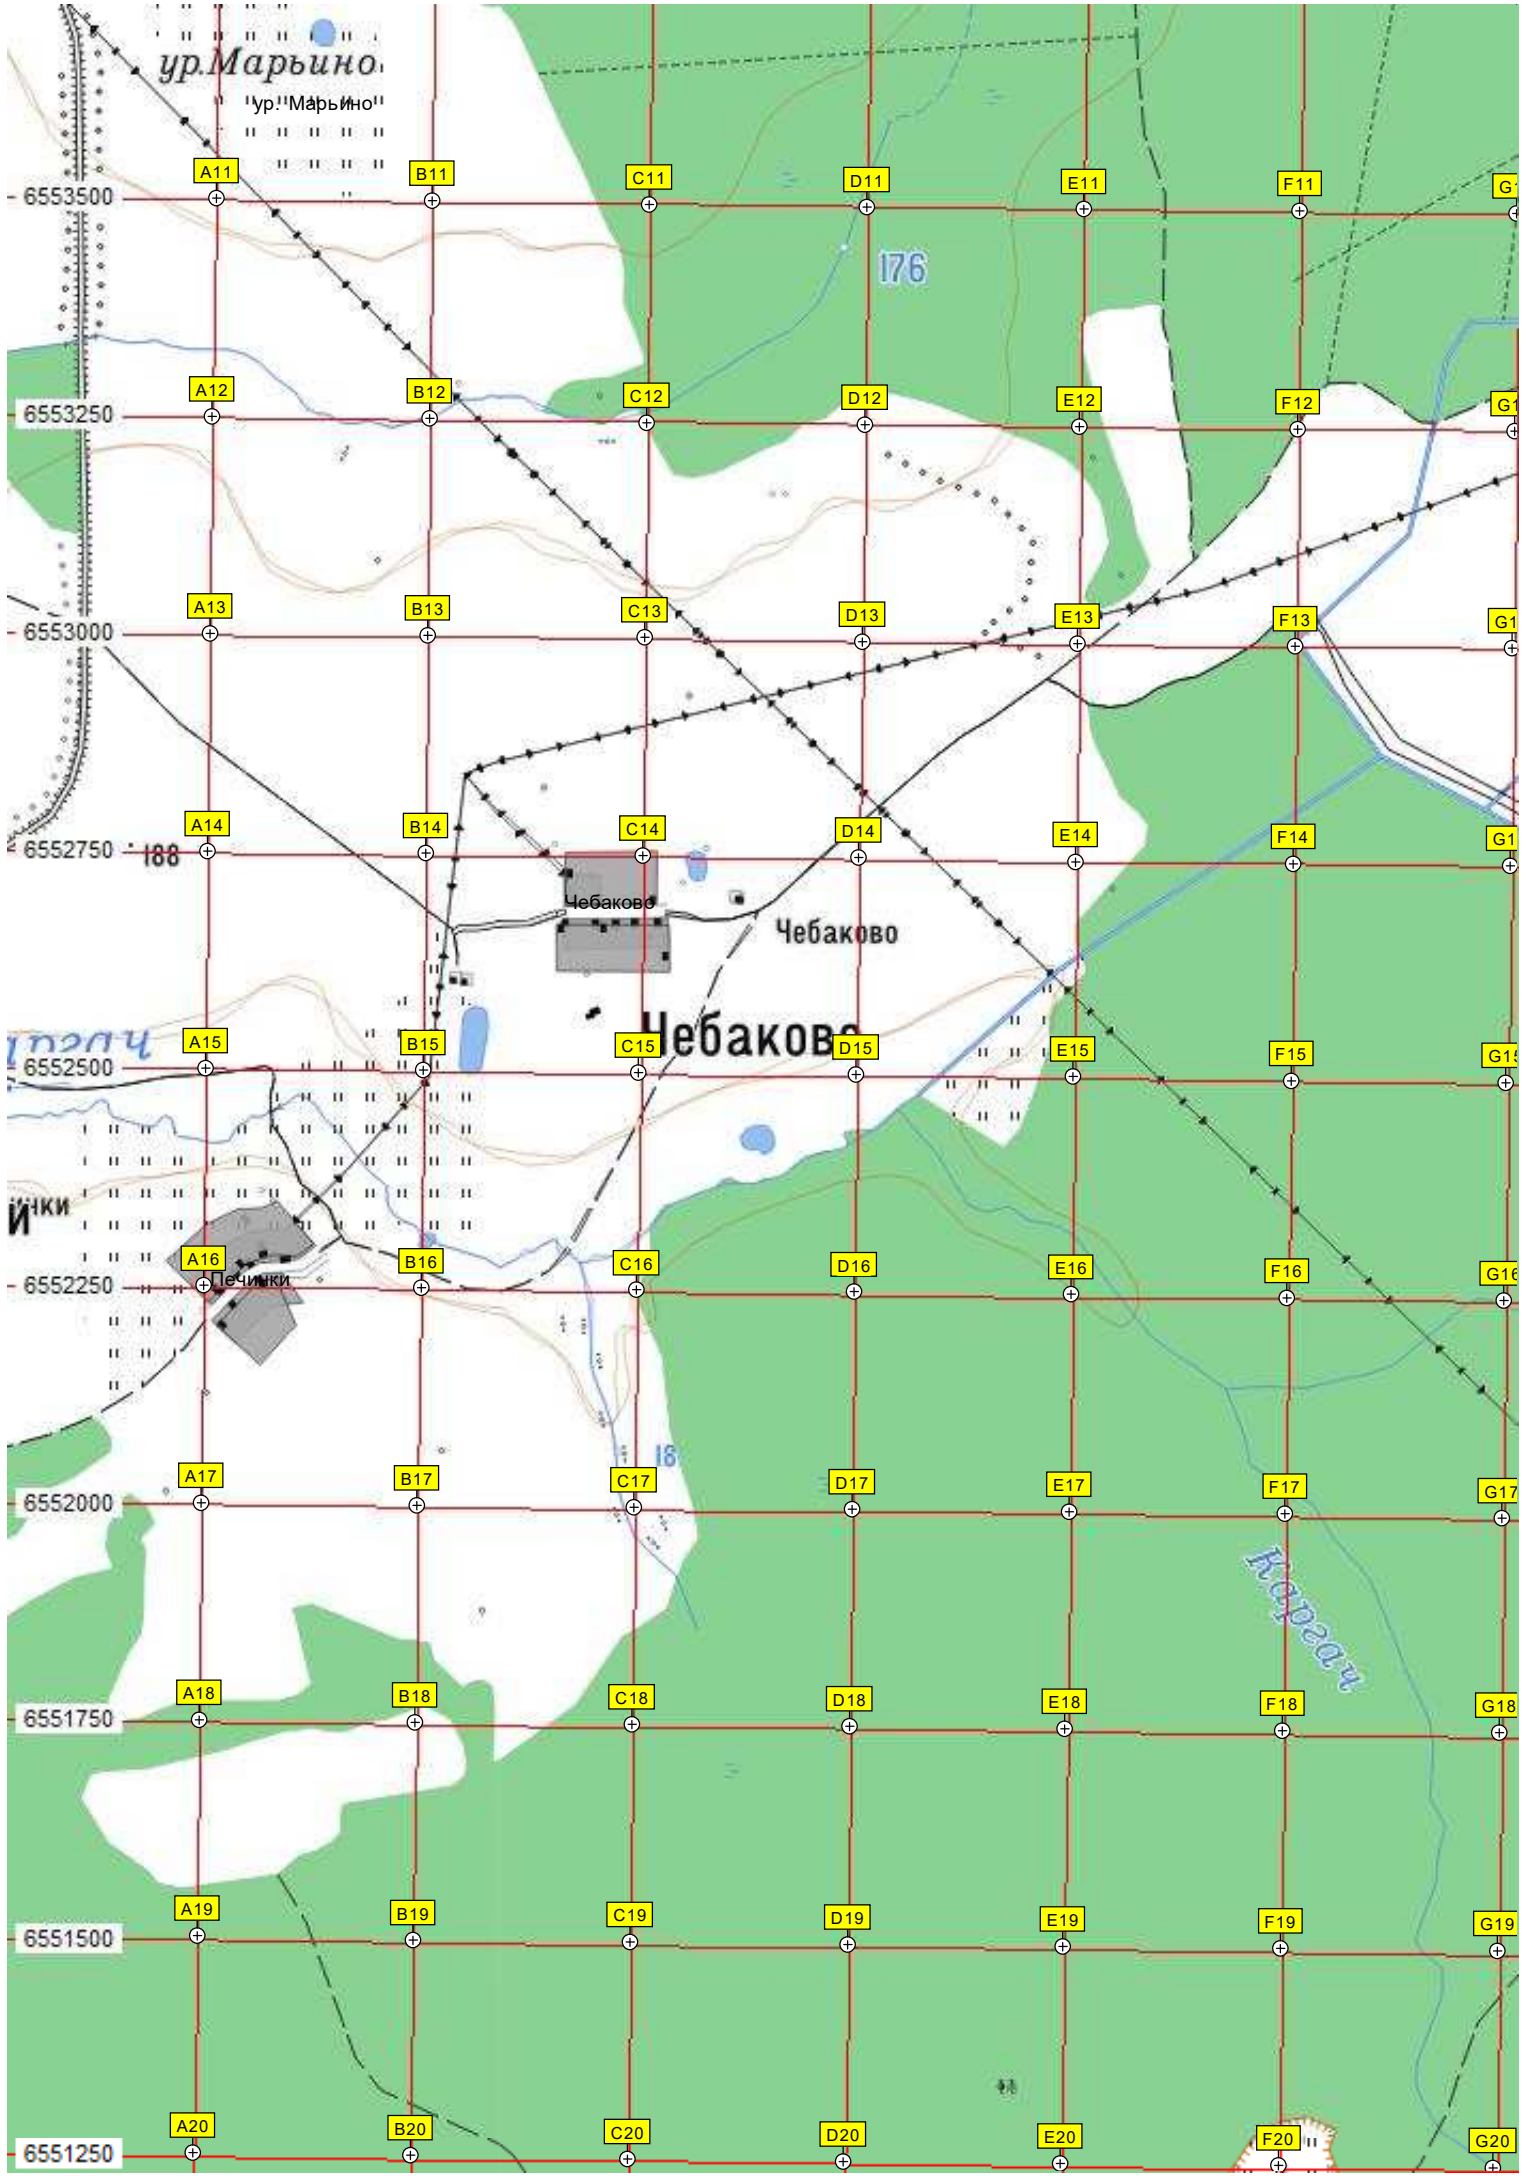 ур.Марьино
ур. Марьино
A11 B11 C11 D11 E11 F11
6553500
176
A12 B12 C12 D12 E12 F12
6553250
A13 B13 C13 D13 E13 F13
6553000
A14 B14 C14 D14 E14 F14
6552750
188
Чебаково
Чебаково
Чебаково
A15 B15 C15 D15 E15 F15 G15
6552500
A16 B16 C16 D16 E16 F16 G16
6552250
Печинки
18
A17 B17 C17 D17 E17 F17 G17
6552000
Каргач
A18 B18 C18 D18 E18 F18 G18
6551750
A19 B19 C19 D19 E19 F19 G19
6551500
A20 B20 C20 D20 E20 F20 G20
6551250